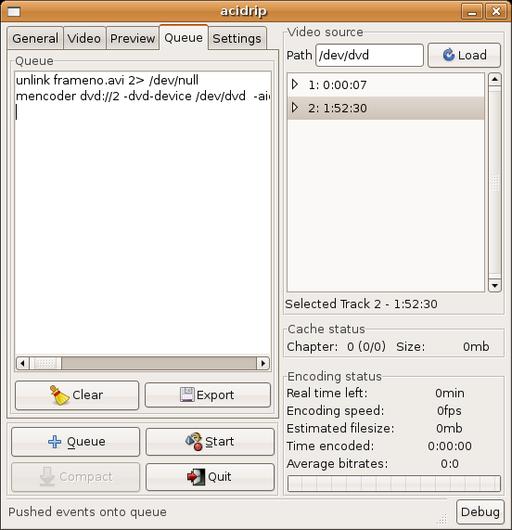 acidrip
General Video Preview Queue Settings
Queue
unlink frameno.avi 2> /dev/null
mencoder dvd://2 -dvd-device /dev/dvd -aid
Clear Export
Queue Start
Compact Quit
Video source
Path /dev/dvd Load
1: 0:00:07
2: 1:52:30
Selected Track 2 - 1:52:30
Cache status
Chapter: 0 (0/0) Size: 0mb
Encoding status
Real time left: 0min
Encoding speed: 0fps
Estimated filesize: 0mb
Time encoded: 0:00:00
Average bitrates: 0:0
Pushed events onto queue
Debug